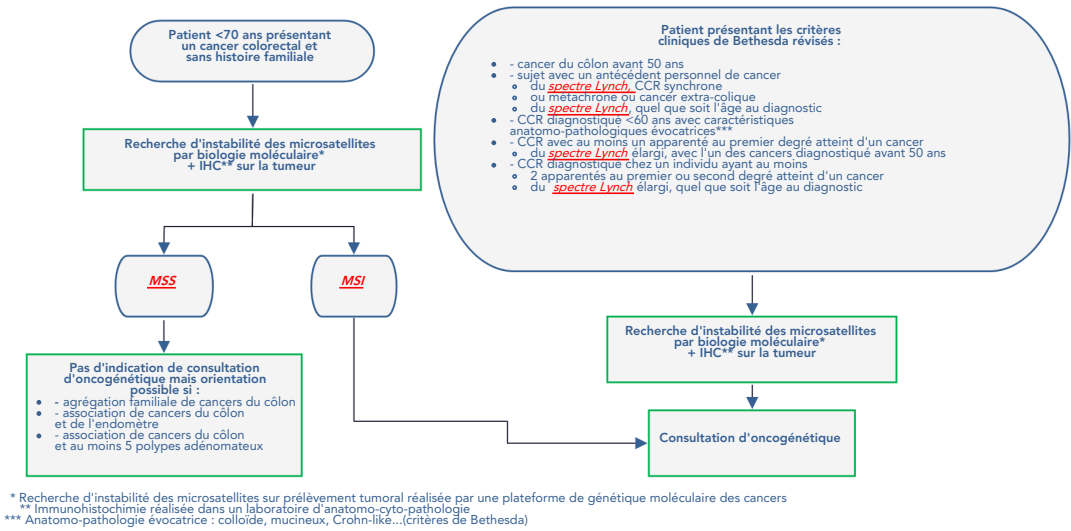 Patient <70 ans présentant
un cancer colorectal et
sans histoire familiale
Recherche d'instabilité des microsatellites
par biologie moléculaire*
+ IHC** sur la tumeur
MSS
MSI
Pas d'indication de consultation
d'oncogénétique mais orientation
possible si :
• - agrégation familiale de cancers du côlon
• - association de cancers du côlon
et de l'endomètre
• - association de cancers du côlon
et au moins 5 polypes adénomateux
Patient présentant les critères
cliniques de Bethesda révisés :
• - cancer du côlon avant 50 ans
• - sujet avec un antécédent personnel de cancer
du spectre Lynch, CCR synchrone
ou métachrone ou cancer extra-colique
du spectre Lynch, quel que soit l'âge au diagnostic
• - CCR diagnostiqué <60 ans avec caractéristiques
anatomo-pathologiques évocatrices***
• - CCR avec au moins un apparenté au premier degré atteint d'un cancer
du spectre Lynch élargi, avec l'un des cancers diagnostiqué avant 50 ans
• - CCR diagnostiqué chez un individu ayant au moins
2 apparentés au premier ou second degré atteint d'un cancer
du spectre Lynch élargi, quel que soit l'âge au diagnostic
Recherche d'instabilité des microsatellites
par biologie moléculaire*
+ IHC** sur la tumeur
Consultation d'oncogénétique
* Recherche d'instabilité des microsatellites sur prélèvement tumoral réalisée par une plateforme de génétique moléculaire des cancers
** Immunohistochimie réalisée dans un laboratoire d'anatomo-cyto-pathologie
*** Anatomo-pathologie évocatrice : colloïde, mucineux, Crohn-like...(critères de Bethesda)